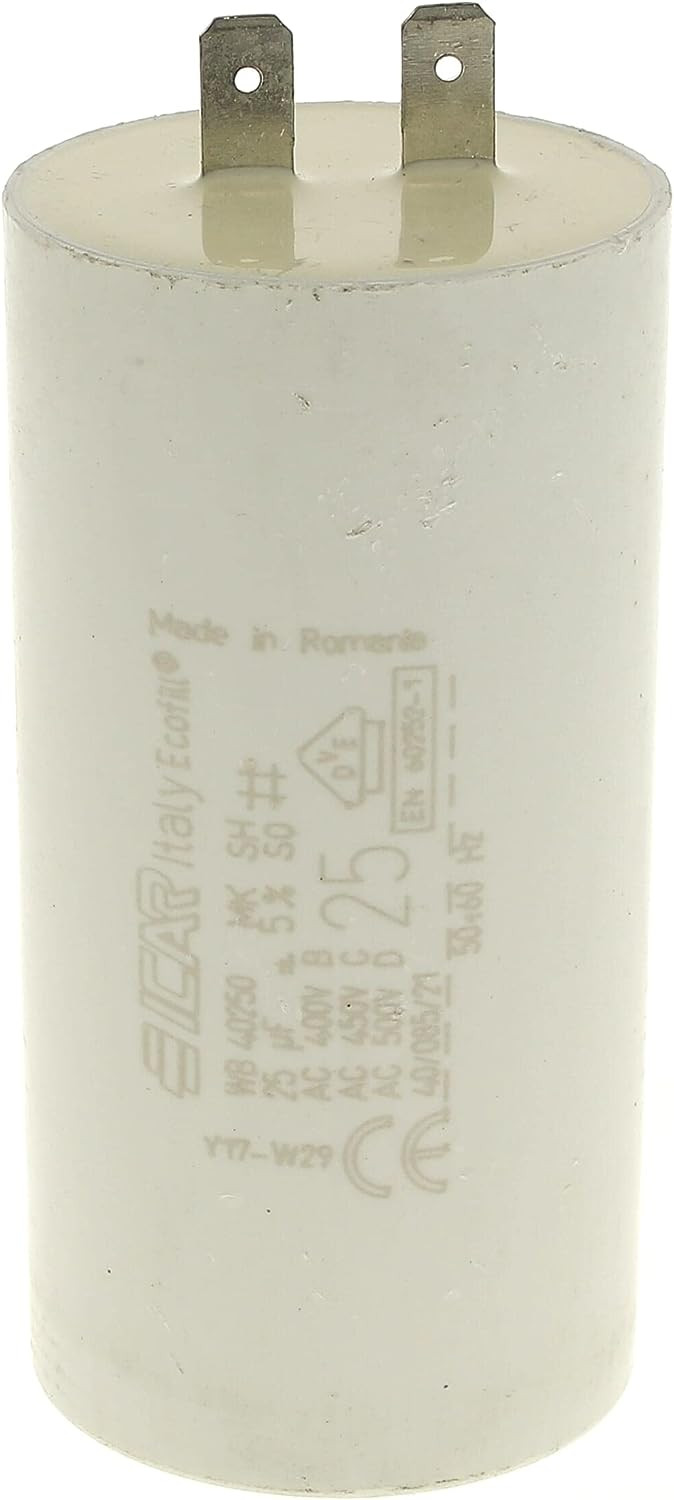 Made in Romania
ICAR Italy Ecofill®
WB 40250 MK SH
25 µF ± 5% S0
AC 400V B
AC 450V C
AC 500V D
25
40/085/21
50÷60 Hz
VDE
EN 60252-1
Y17-W29 CE